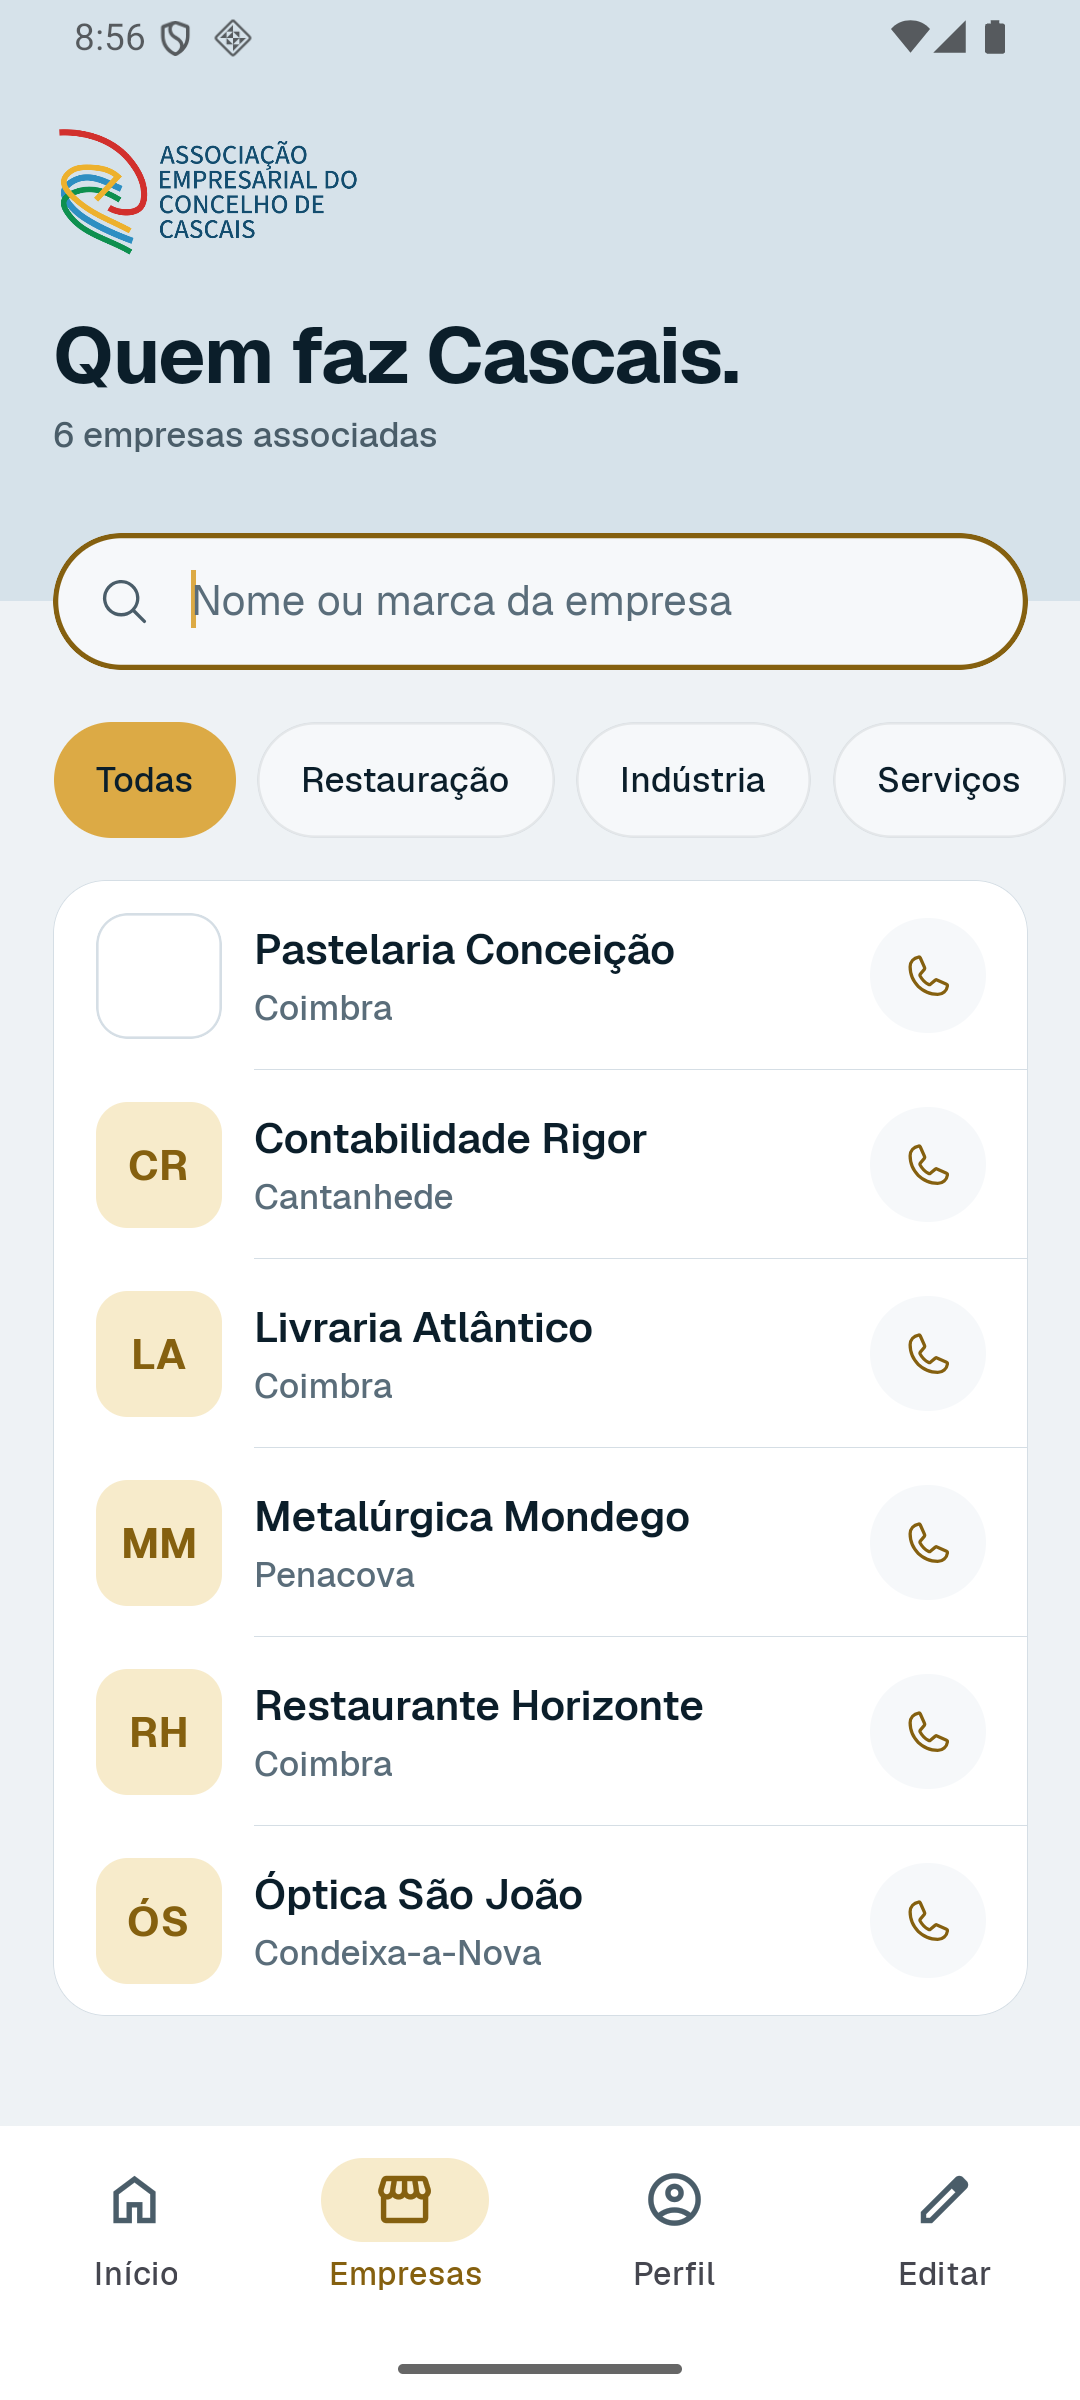 8:56
ASSOCIAÇÃO
EMPRESARIAL DO
CONCELHO DE
CASCAIS
Quem faz Cascais.
6 empresas associadas
Nome ou marca da empresa
Todas
Restauração
Indústria
Serviços
Pastelaria Conceição
Coimbra
CR
Contabilidade Rigor
Cantanhede
LA
Livraria Atlântico
Coimbra
MM
Metalúrgica Mondego
Penacova
RH
Restaurante Horizonte
Coimbra
ÓS
Óptica São João
Condeixa-a-Nova
Início
Empresas
Perfil
Editar